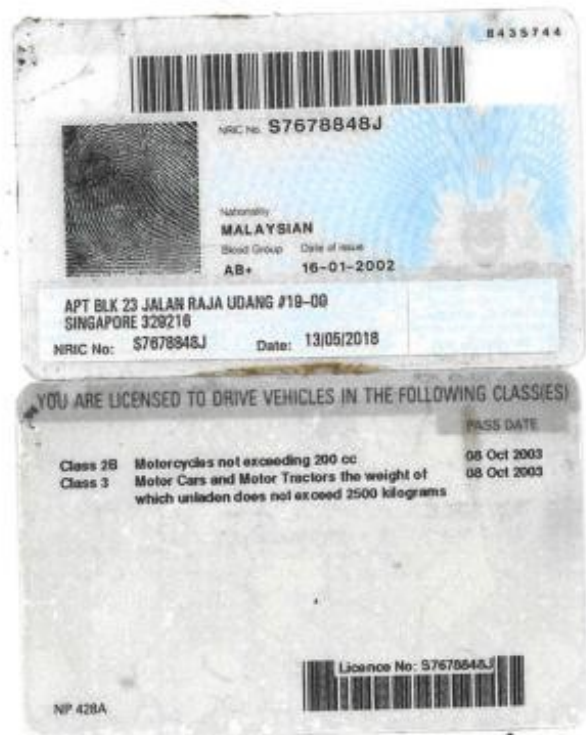 8435744
NRIC No. S7678848J
Nationality
MALAYSIAN
Blood Group Date of issue
AB+ 16-01-2002
APT BLK 23 JALAN RAJA UDANG #19-09
SINGAPORE 329216
NRIC No: S7678848J Date: 13/05/2018
YOU ARE LICENSED TO DRIVE VEHICLES IN THE FOLLOWING CLASS(ES)
PASS DATE
Class 2B Motorcycles not exceeding 200 cc 08 Oct 2003
Class 3 Motor Cars and Motor Tractors the weight of 08 Oct 2003
which unladen does not exceed 2500 kilograms
Licence No: S7678848J
NP 428A